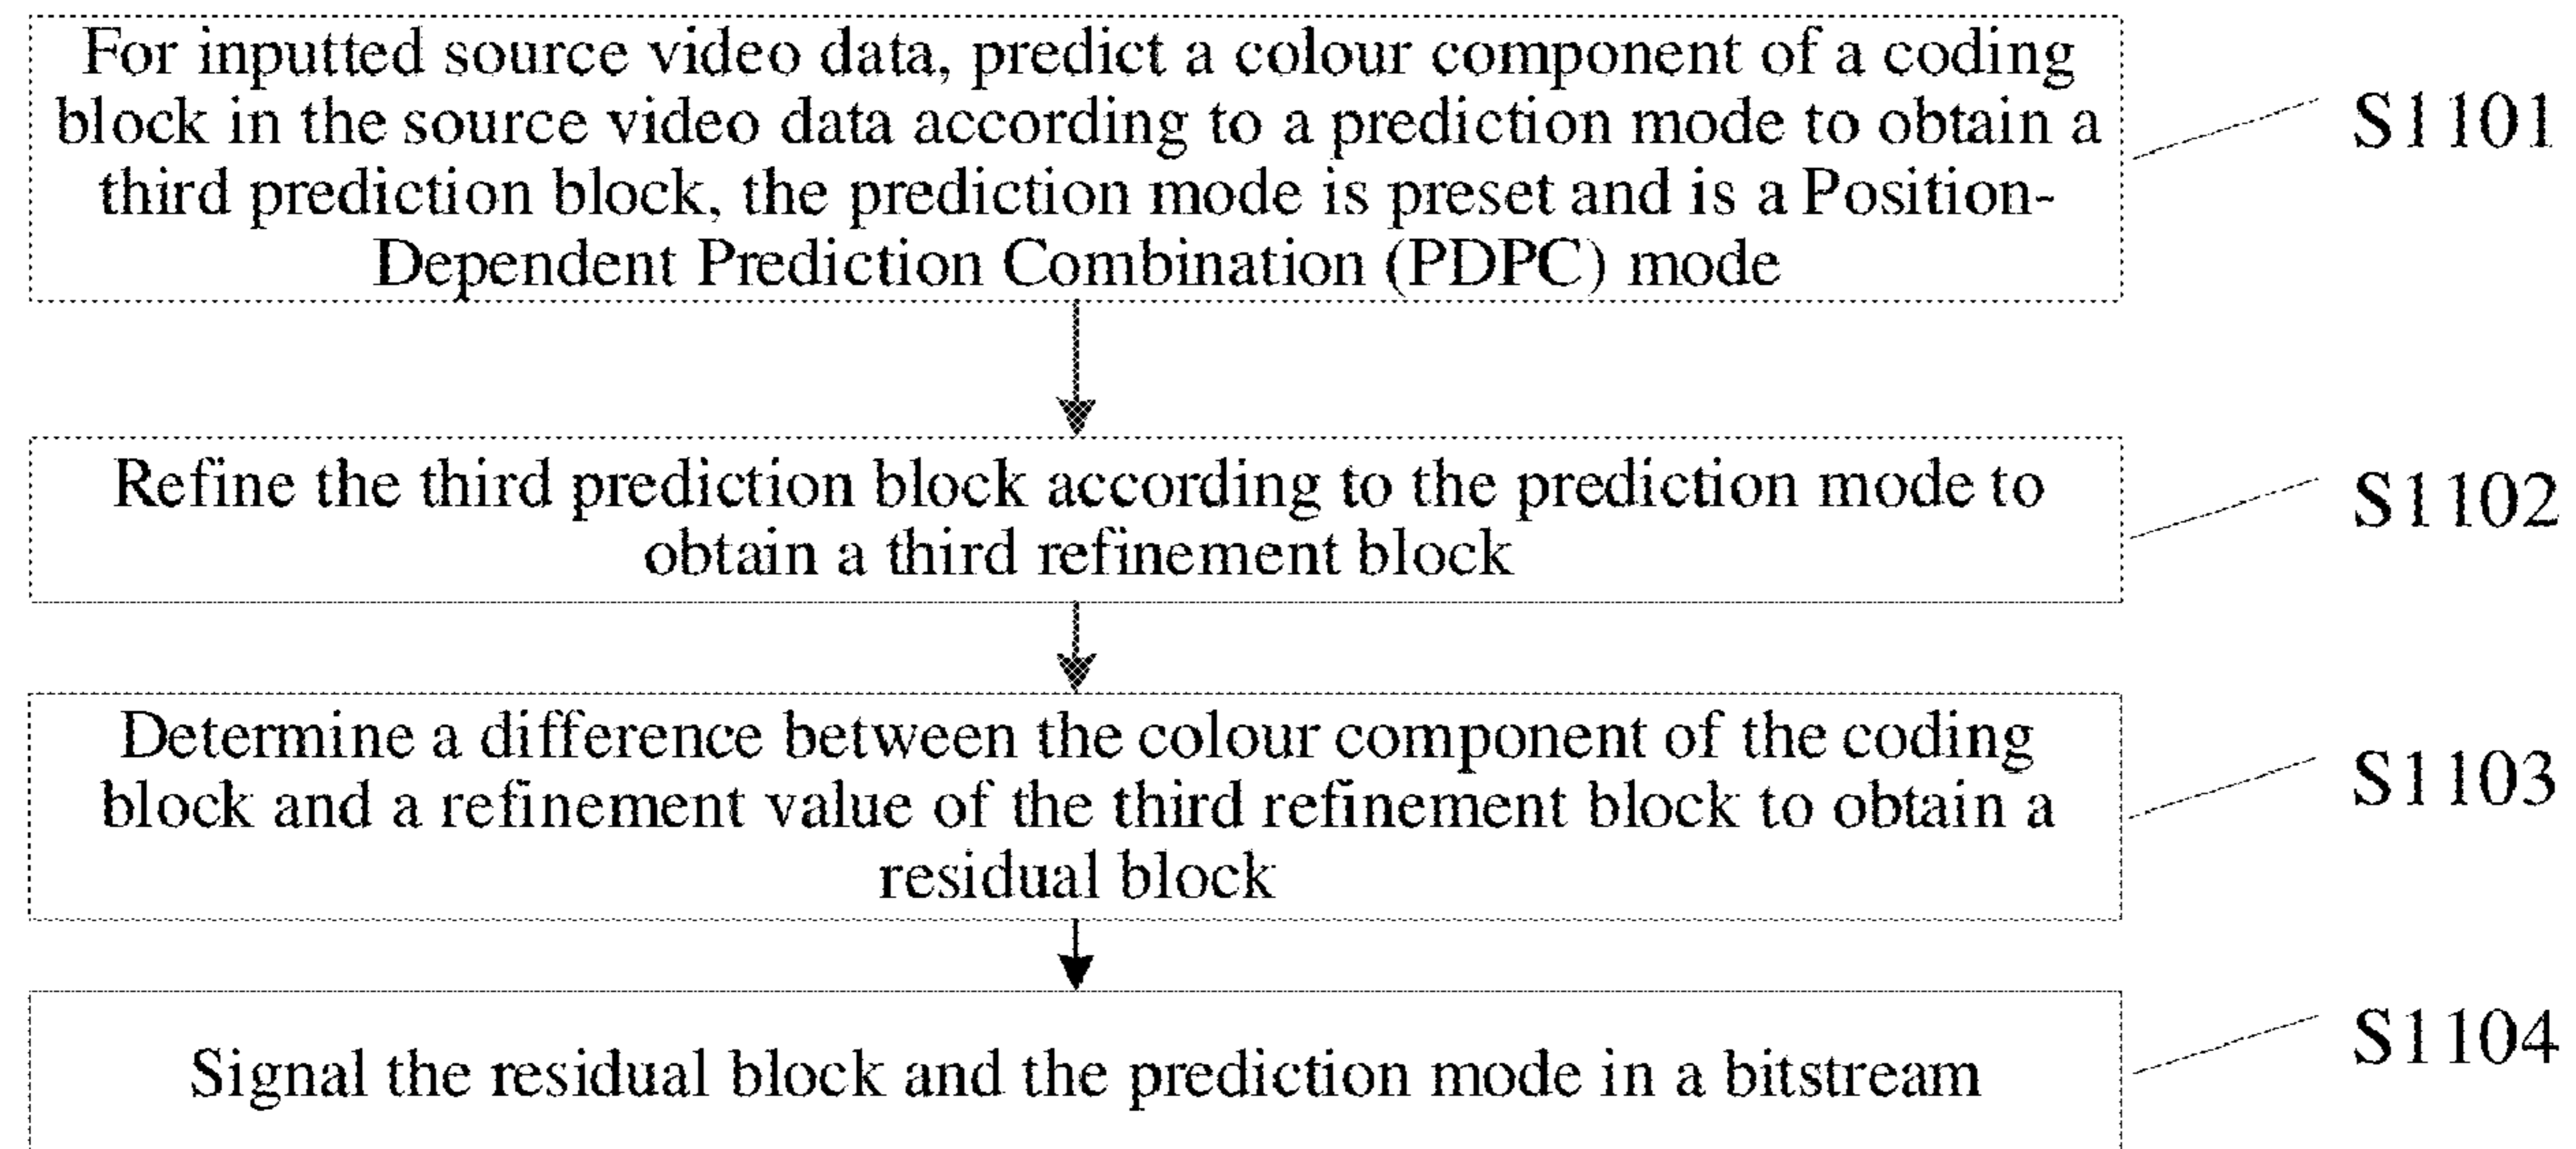 For inputted source video data, predict a colour component of a coding
block in the source video data according to a prediction mode to obtain a
third prediction block, the prediction mode is preset and is a Position-
Dependent Prediction Combination (PDPC) mode
S1101
Refine the third prediction block according to the prediction mode to
obtain a third refinement block
S1102
Determine a difference between the colour component of the coding
block and a refinement value of the third refinement block to obtain a
residual block
S1103
Signal the residual block and the prediction mode in a bitstream
S1104